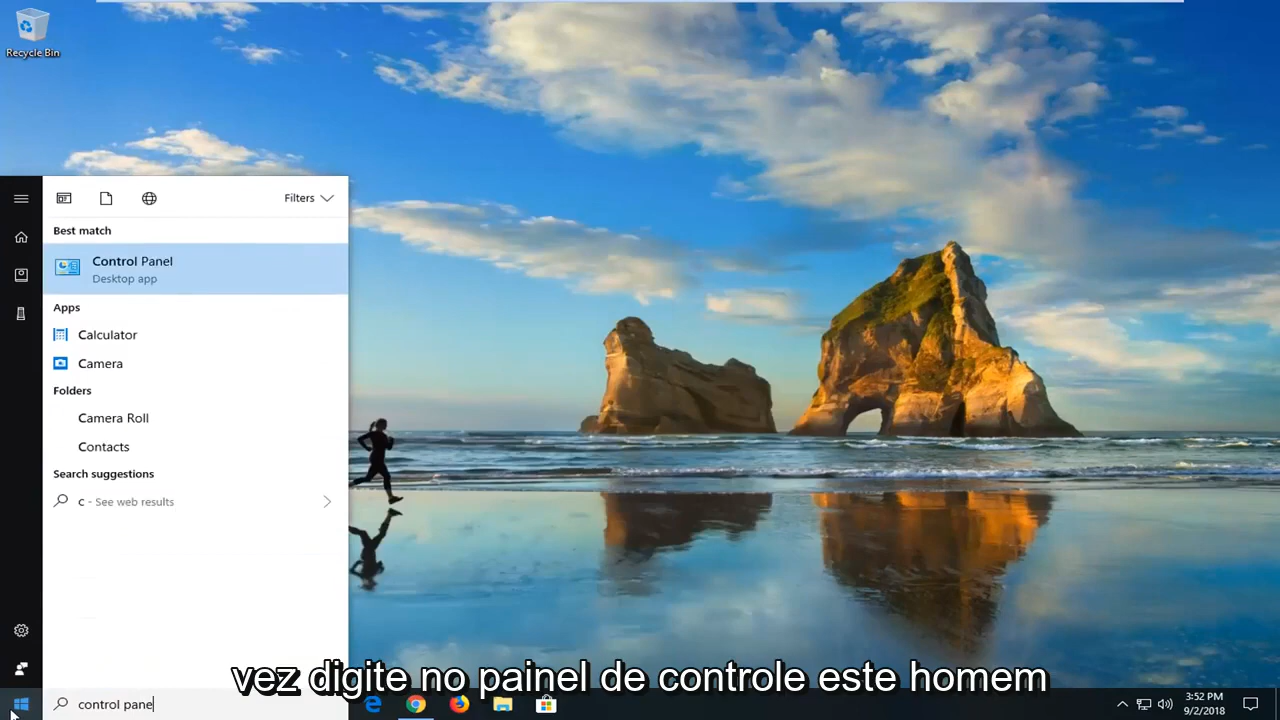 Recycle Bin
Filters
Best match
Control Panel
Desktop app
Apps
Calculator
Camera
Folders
Camera Roll
Contacts
Search suggestions
c - See web results
vez digite no painel de controle este homem
control pane
3:52 PM
9/2/2018